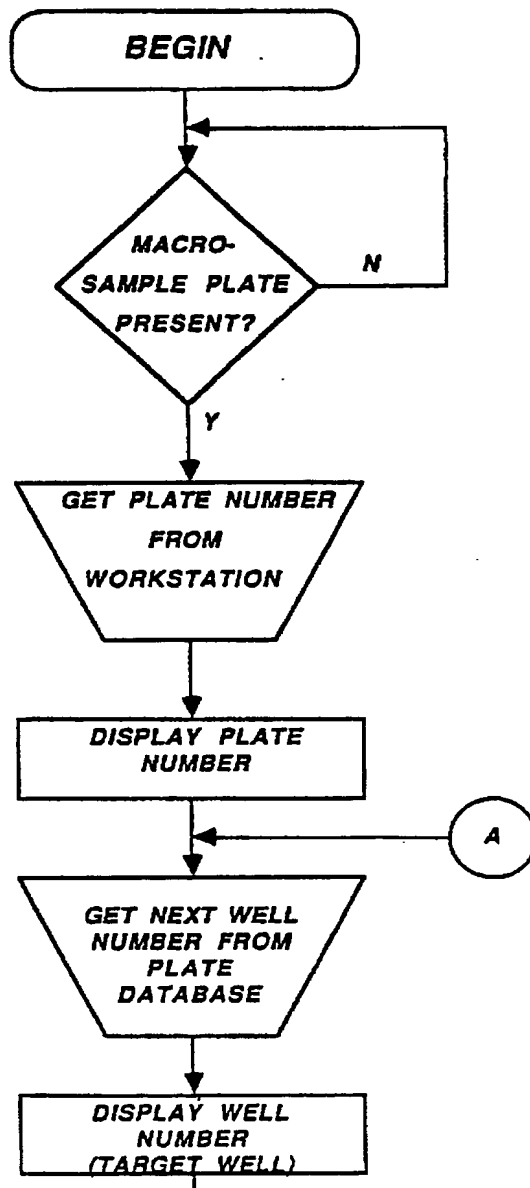 BEGIN
MACRO-
SAMPLE PLATE
PRESENT?
N
Y
GET PLATE NUMBER
FROM
WORKSTATION
DISPLAY PLATE
NUMBER
A
GET NEXT WELL
NUMBER FROM
PLATE
DATABASE
DISPLAY WELL
NUMBER
(TARGET WELL)